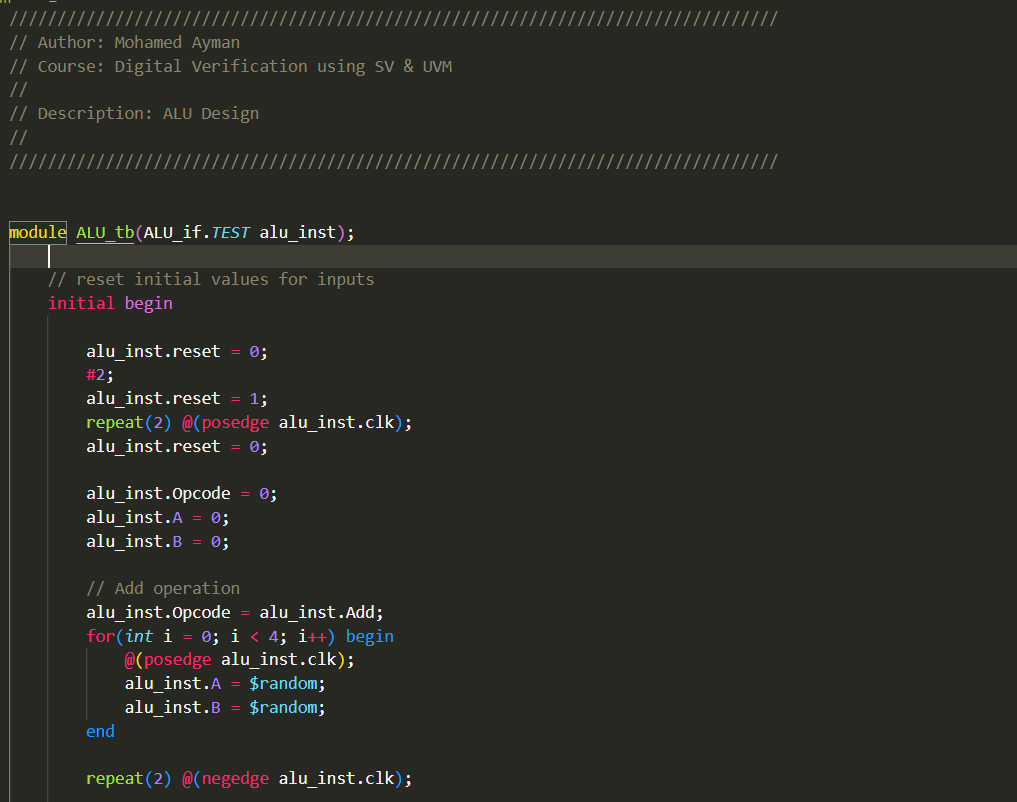 ////////////////////////////////////////////////////////////////////////////////
// Author: Mohamed Ayman
// Course: Digital Verification using SV & UVM
//
// Description: ALU Design
//
////////////////////////////////////////////////////////////////////////////////
module ALU_tb(ALU_if.TEST alu_inst);
// reset initial values for inputs
initial begin
alu_inst.reset = 0;
#2;
alu_inst.reset = 1;
repeat(2) @(posedge alu_inst.clk);
alu_inst.reset = 0;
alu_inst.Opcode = 0;
alu_inst.A = 0;
alu_inst.B = 0;
// Add operation
alu_inst.Opcode = alu_inst.Add;
for(int i = 0; i < 4; i++) begin
@(posedge alu_inst.clk);
alu_inst.A = $random;
alu_inst.B = $random;
end
repeat(2) @(negedge alu_inst.clk);